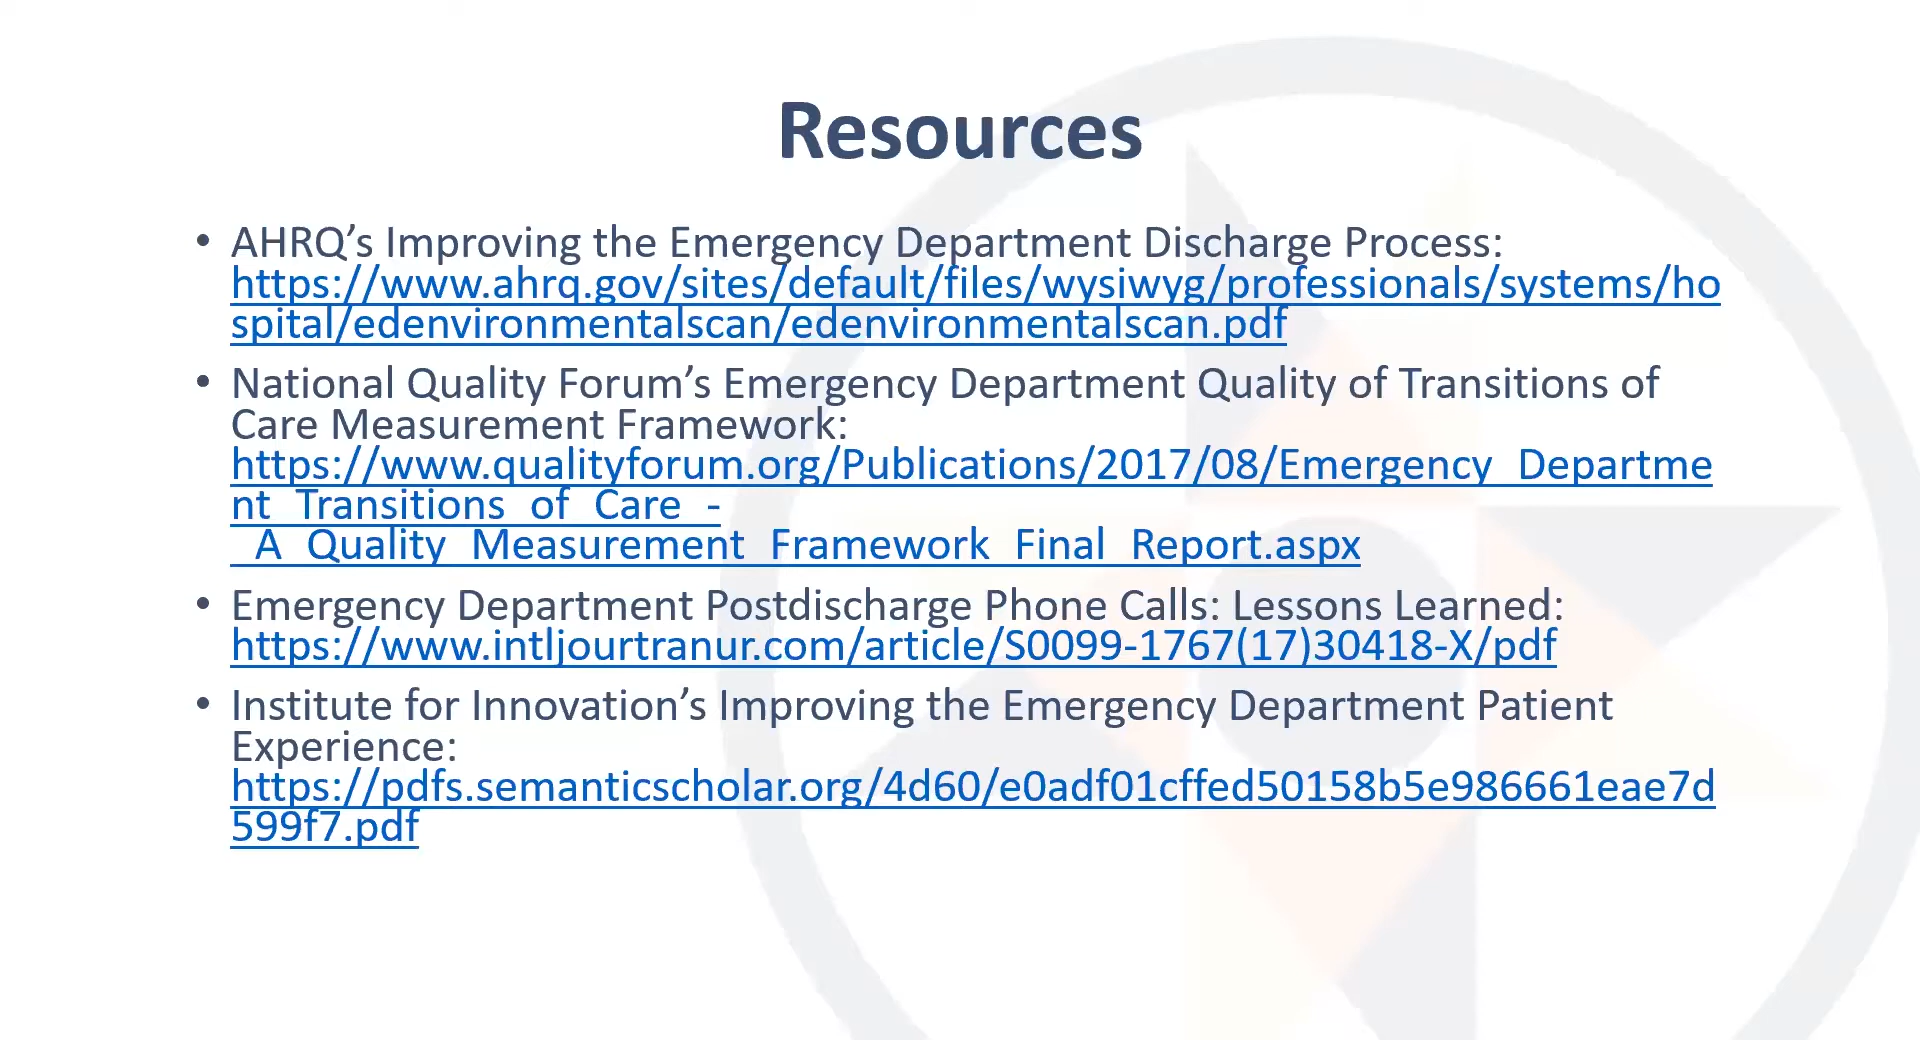 Resources
• AHRQ’s Improving the Emergency Department Discharge Process:
https://www.ahrq.gov/sites/default/files/wysiwyg/professionals/systems/ho
spital/edenvironmentalscan/edenvironmentalscan.pdf
• National Quality Forum’s Emergency Department Quality of Transitions of
Care Measurement Framework:
https://www.qualityforum.org/Publications/2017/08/Emergency_Departme
nt_Transitions_of_Care_-
_A_Quality_Measurement_Framework_Final_Report.aspx
• Emergency Department Postdischarge Phone Calls: Lessons Learned:
https://www.intljourtranur.com/article/S0099-1767(17)30418-X/pdf
• Institute for Innovation’s Improving the Emergency Department Patient
Experience:
https://pdfs.semanticscholar.org/4d60/e0adf01cffed50158b5e986661eae7d
599f7.pdf